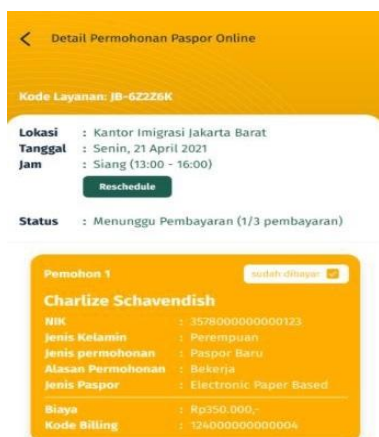 Detail Permohonan Paspor Online
Kode Layanan: JB-6Z2Z6K
Lokasi : Kantor Imigrasi Jakarta Barat
Tanggal : Senin, 21 April 2021
Jam : Siang (13:00 - 16:00)
Reschedule
Status : Menunggu Pembayaran (1/3 pembayaran)
Pemohon 1 sudah dibayar
Charlize Schavendish
NIK : 3578000000000123
Jenis Kelamin : Perempuan
Jenis permohonan : Paspor Baru
Alasan Permohonan : Bekerja
Jenis Paspor : Electronic Paper Based
Biaya : Rp350.000,-
Kode Billing : 124000000000004